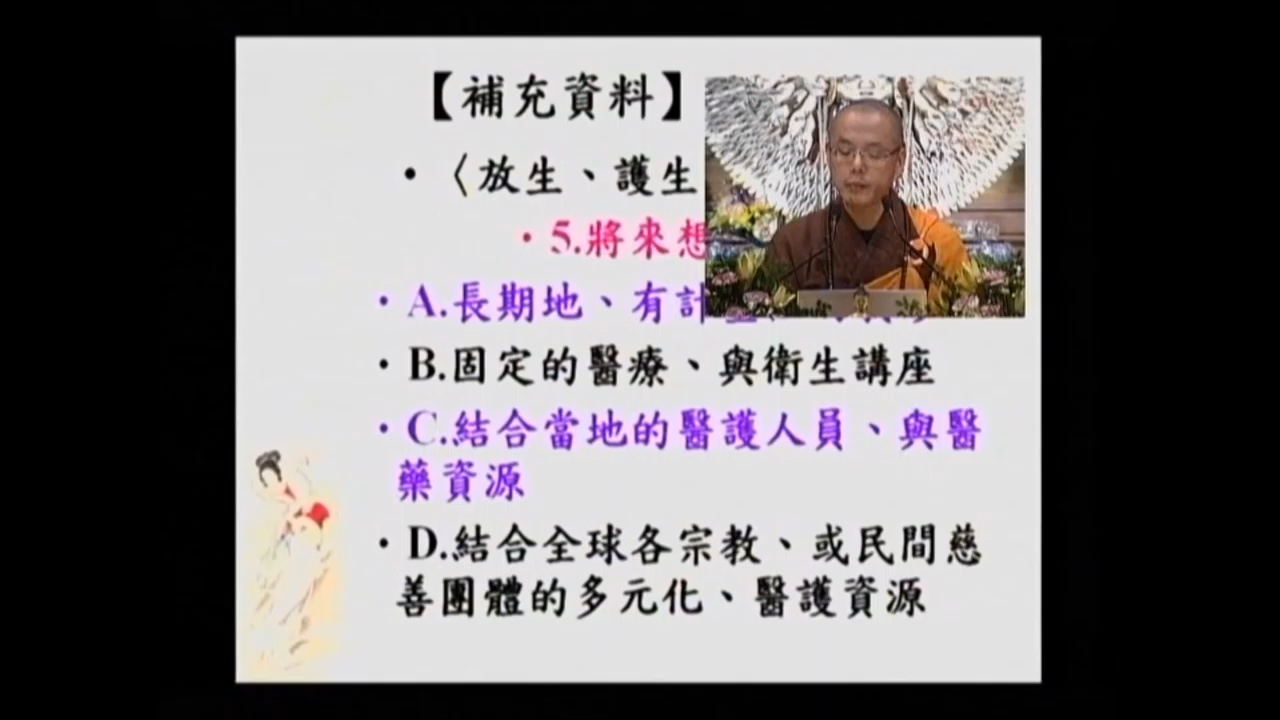 【補充資料】
•〈放生、護生
•5.將來想
•A.長期地、有計
•B.固定的醫療、與衛生講座
•C.結合當地的醫護人員、與醫
藥資源
•D.結合全球各宗教、或民間慈
善團體的多元化、醫護資源